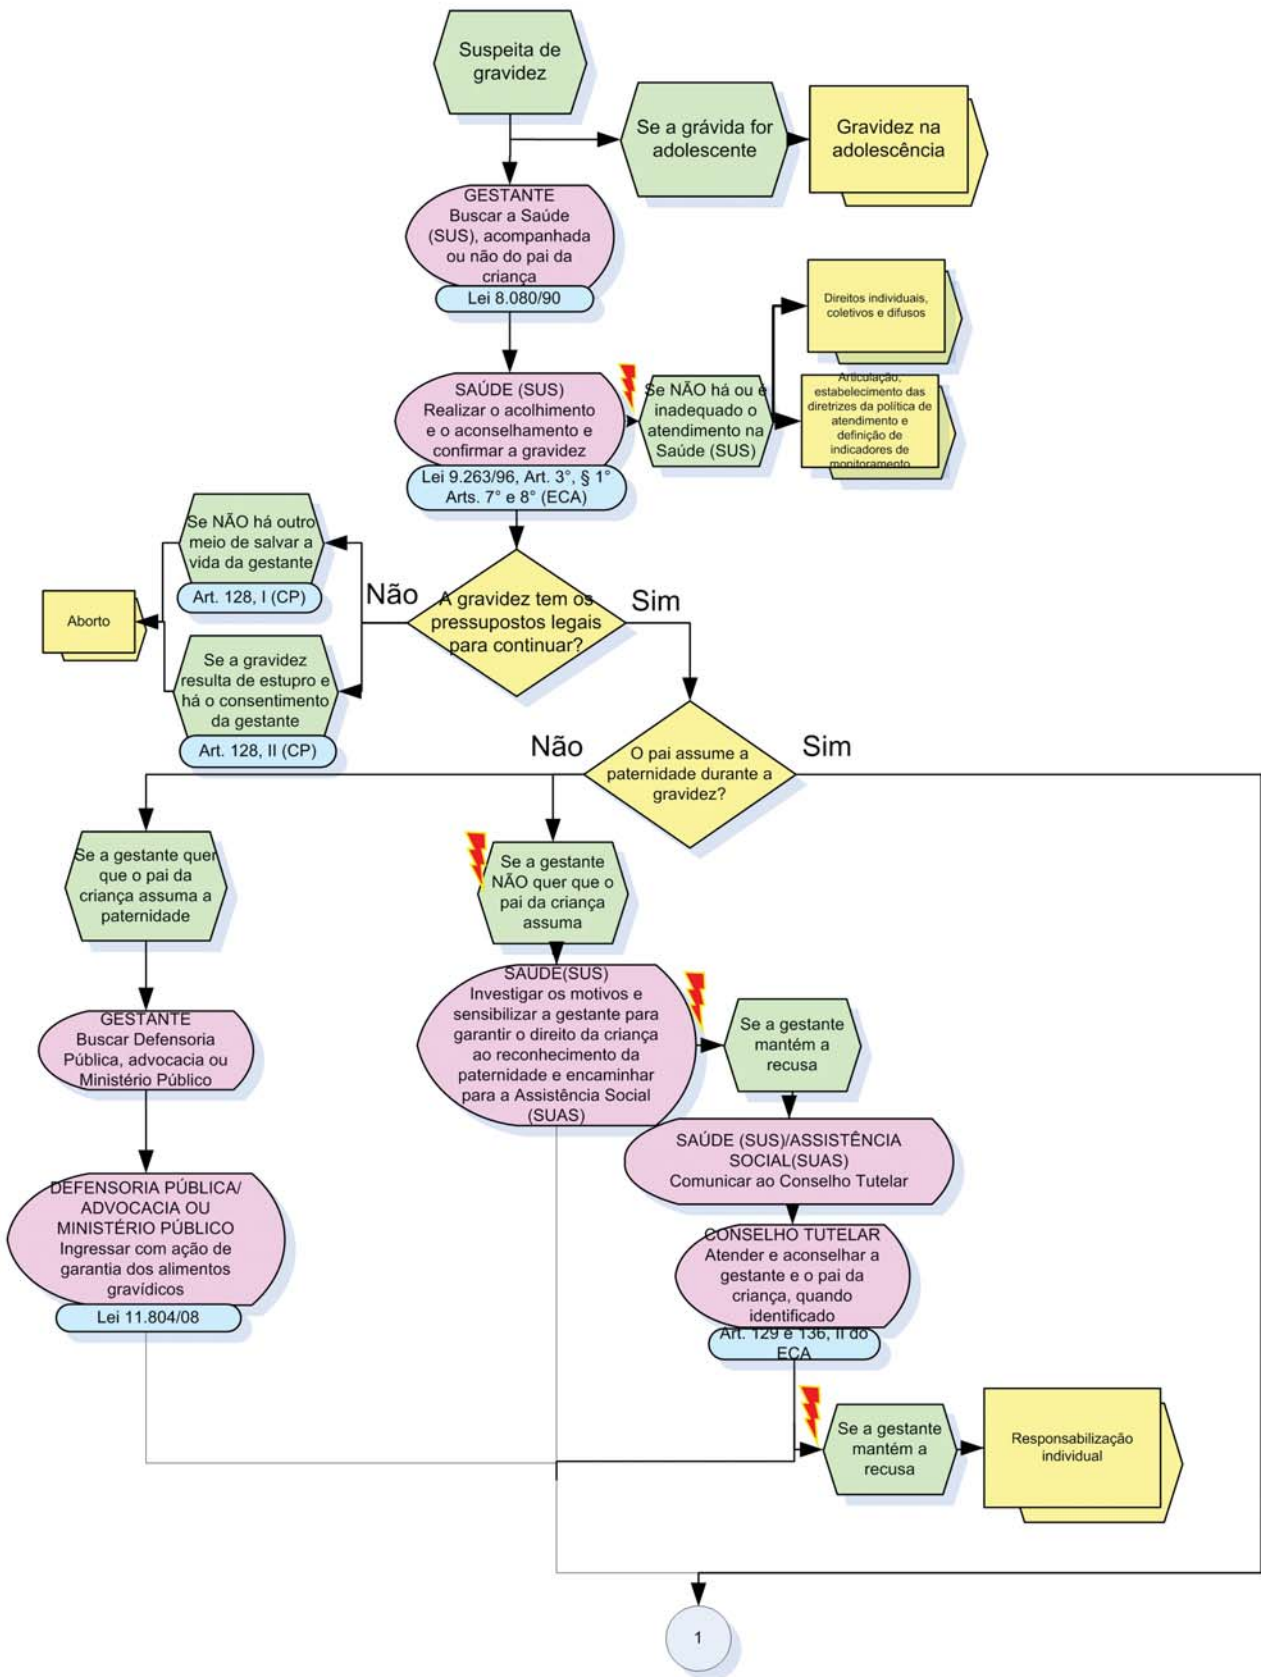 Suspeita de
gravidez
Se a grávida for
adolescente
Gravidez na
adolescência
GESTANTE
Buscar a Saúde
(SUS), acompanhada
ou não do pai da
criança
Lei 8.080/90
Direitos individuais,
coletivos e difusos
SAÚDE (SUS)
Realizar o acolhimento
e o aconselhamento e
confirmar a gravidez
Lei 9.263/96, Art. 3°, § 1°
Arts. 7° e 8° (ECA)
Se NÃO há ou é
inadequado o
atendimento na
Saúde (SUS)
Articulação,
estabelecimento das
diretrizes da política de
atendimento e
definição de
indicadores de
monitoramento
Se NÃO há outro
meio de salvar a
vida da gestante
Art. 128, I (CP)
Não
A gravidez tem os
pressupostos legais
para continuar?
Sim
Aborto
Se a gravidez
resulta de estupro e
há o consentimento
da gestante
Art. 128, II (CP)
Não
O pai assume a
paternidade durante a
gravidez?
Sim
Se a gestante quer
que o pai da
criança assuma a
paternidade
Se a gestante
NÃO quer que o
pai da criança
assuma
GESTANTE
Buscar Defensoria
Pública, advocacia ou
Ministério Público
SAÚDE(SUS)
Investigar os motivos e
sensibilizar a gestante para
garantir o direito da criança
ao reconhecimento da
paternidade e encaminhar
para a Assistência Social
(SUAS)
Se a gestante
mantém a
recusa
SAÚDE (SUS)/ASSISTÊNCIA
SOCIAL(SUAS)
Comunicar ao Conselho Tutelar
DEFENSORIA PÚBLICA/
ADVOCACIA OU
MINISTÉRIO PÚBLICO
Ingressar com ação de
garantia dos alimentos
gravídicos
Lei 11.804/08
CONSELHO TUTELAR
Atender e aconselhar a
gestante e o pai da
criança, quando
identificado
Art. 129 e 136, II do
ECA
Se a gestante
mantém a
recusa
Responsabilização
individual
1